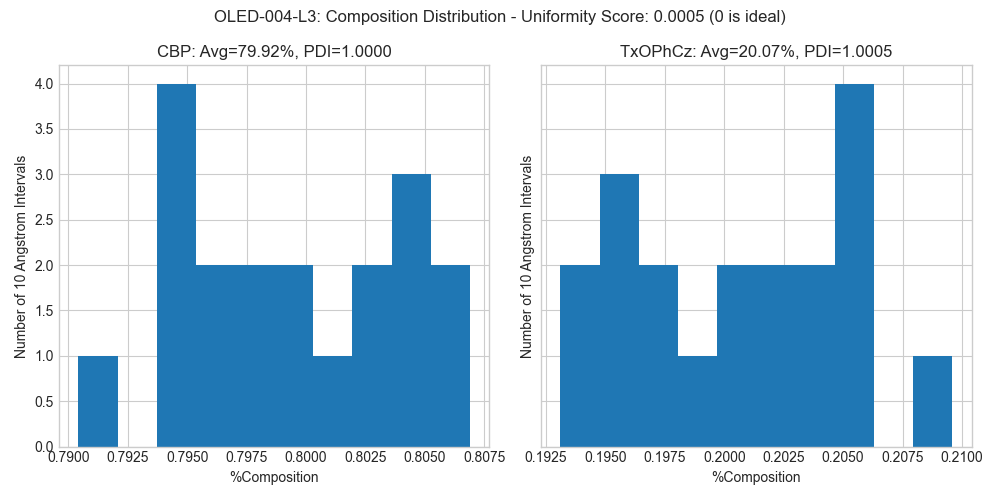 OLED-004-L3: Composition Distribution - Uniformity Score: 0.0005 (0 is ideal)
CBP: Avg=79.92%, PDI=1.0000
4.0
3.5
3.0
2.5
2.0
1.5
1.0
0.5
0.0
Number of 10 Angstrom Intervals
0.7900 0.7925 0.7950 0.7975 0.8000 0.8025 0.8050 0.8075
%Composition
TxOPhCz: Avg=20.07%, PDI=1.0005
Number of 10 Angstrom Intervals
0.1925 0.1950 0.1975 0.2000 0.2025 0.2050 0.2075 0.2100
%Composition